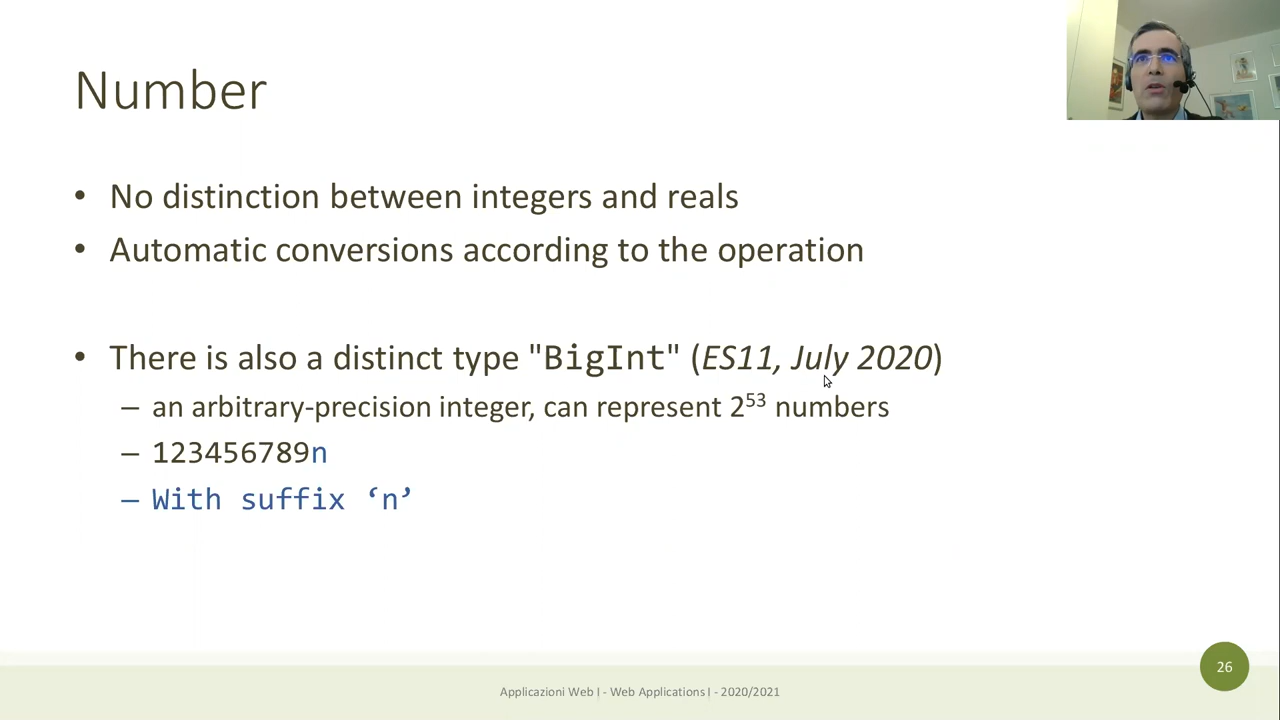 Number
• No distinction between integers and reals
• Automatic conversions according to the operation
• There is also a distinct type "BigInt" (ES11, July 2020)
– an arbitrary-precision integer, can represent 2⁵³ numbers
– 123456789n
– With suffix ‘n’
26
Applicazioni Web I - Web Applications I - 2020/2021